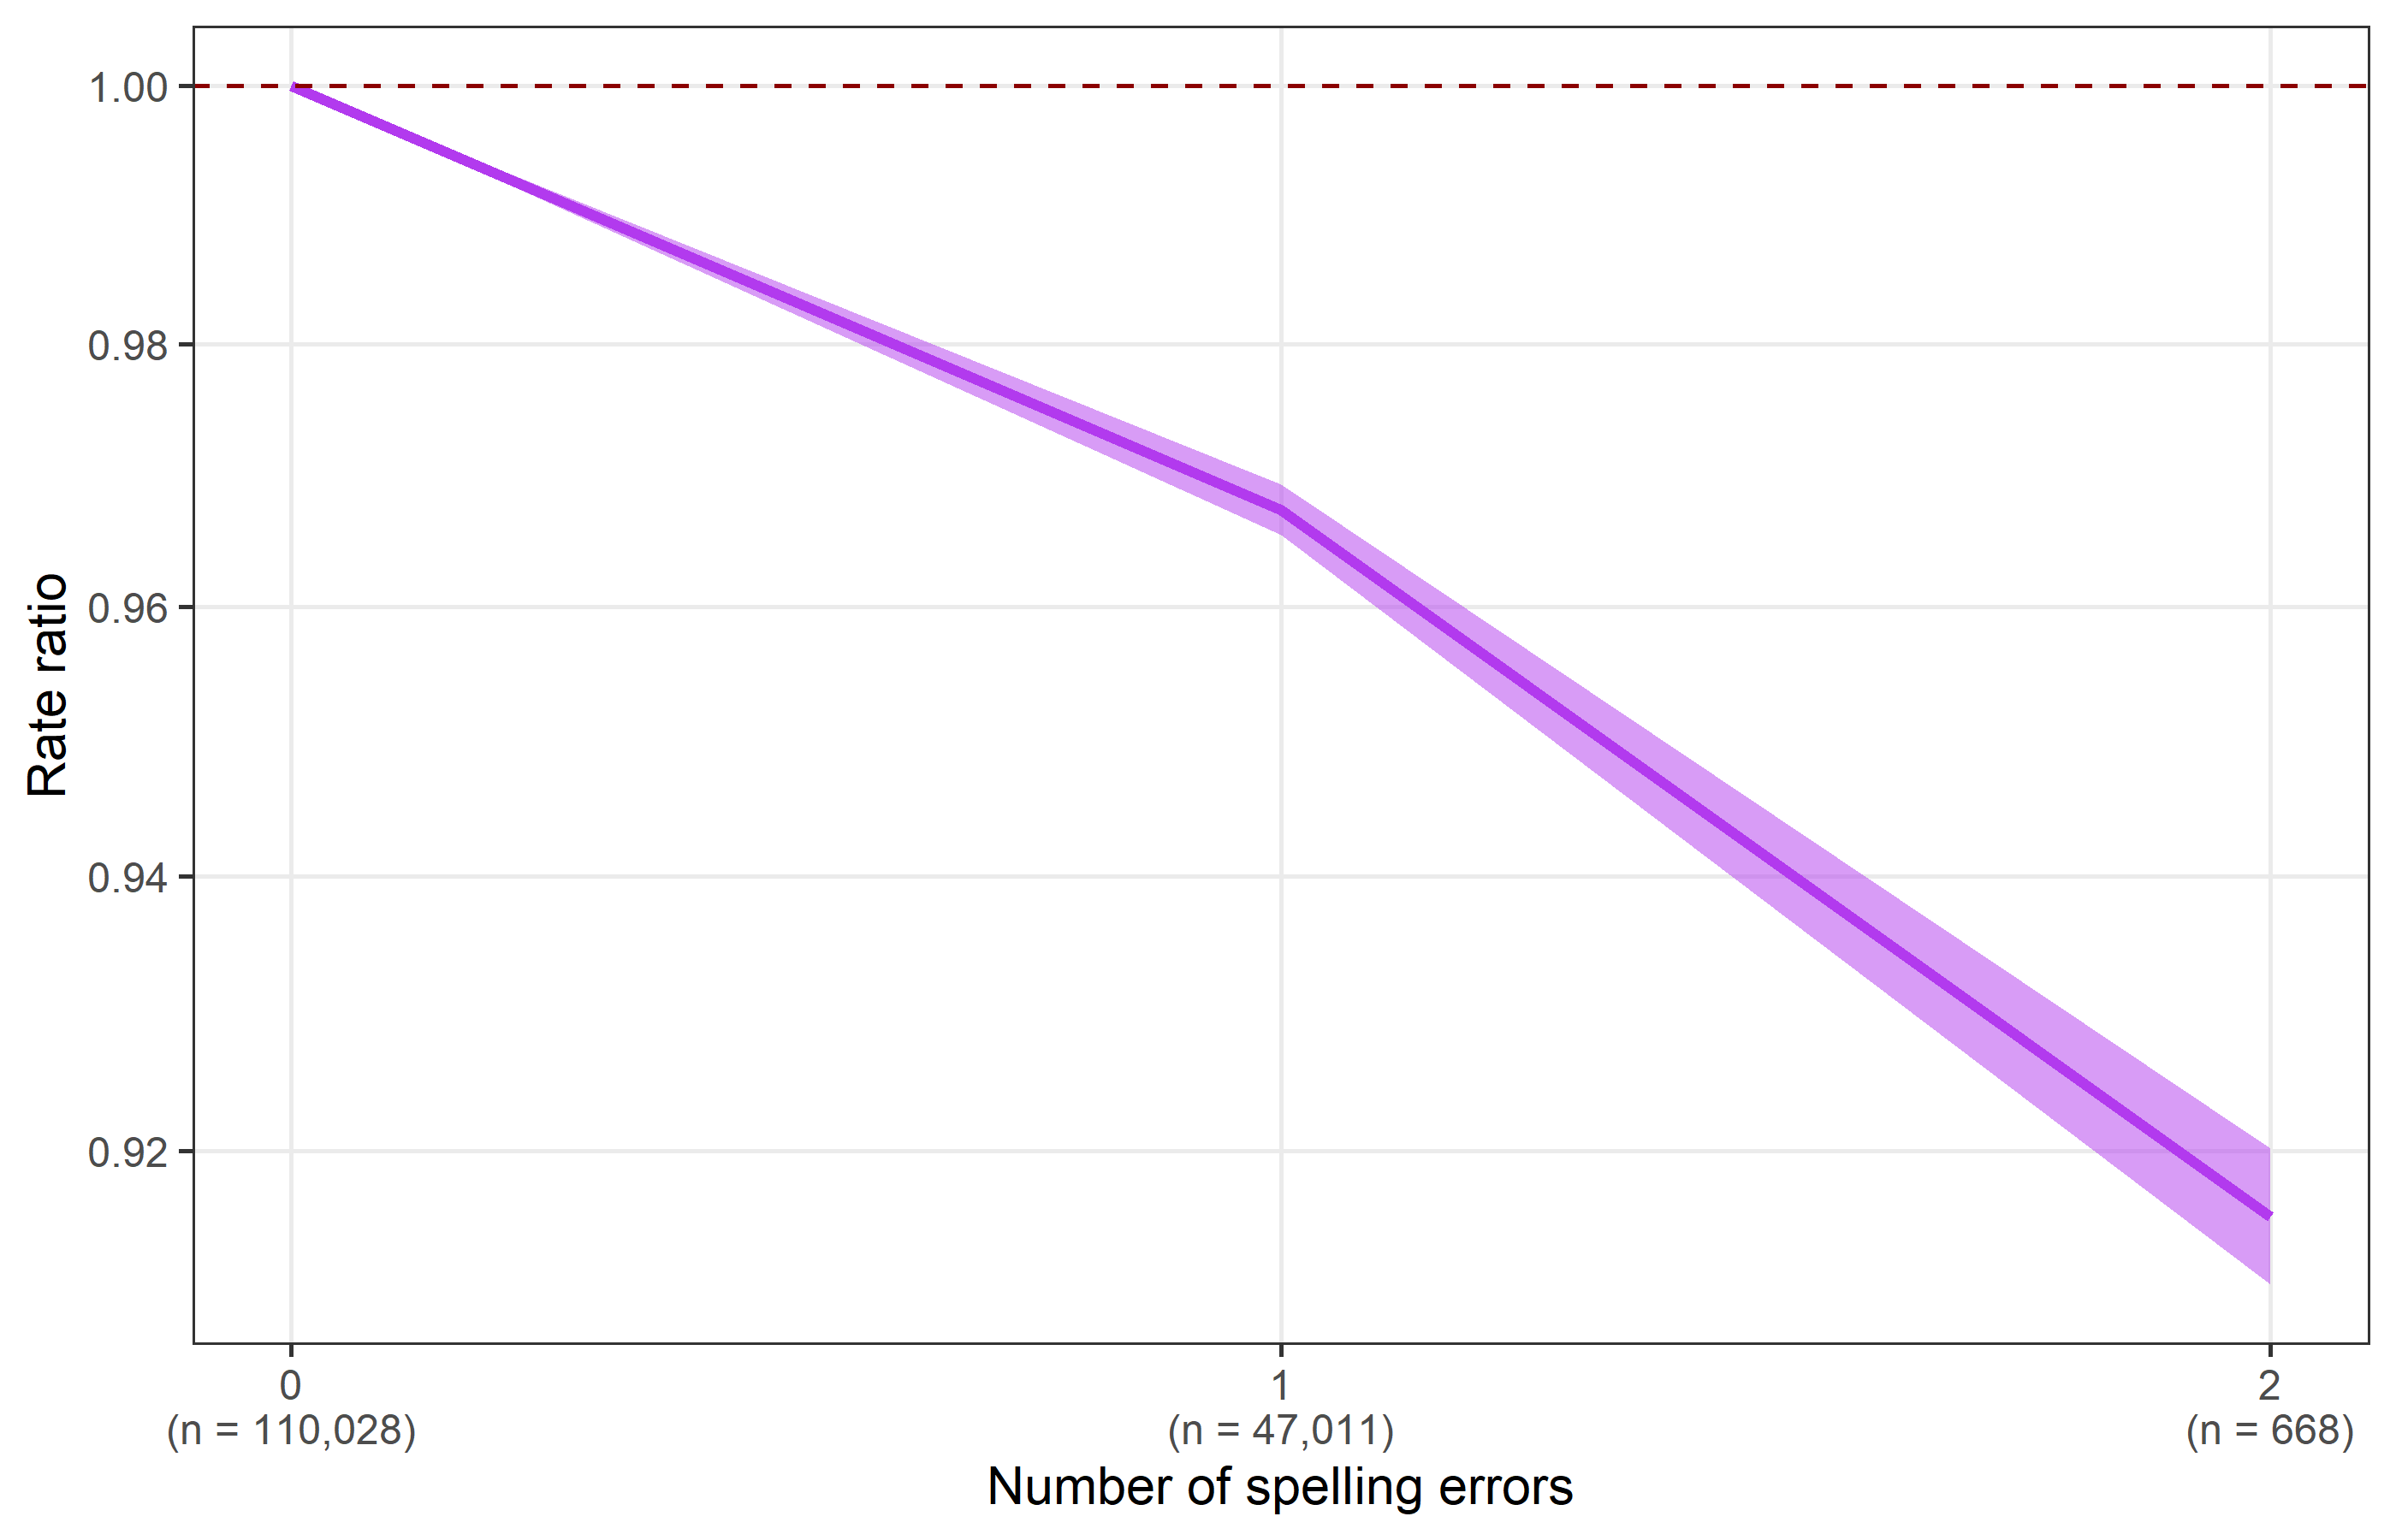 Rate ratio
1.00
0.98
0.96
0.94
0.92
0
(n = 110,028)
1
(n = 47,011)
2
(n = 668)
Number of spelling errors